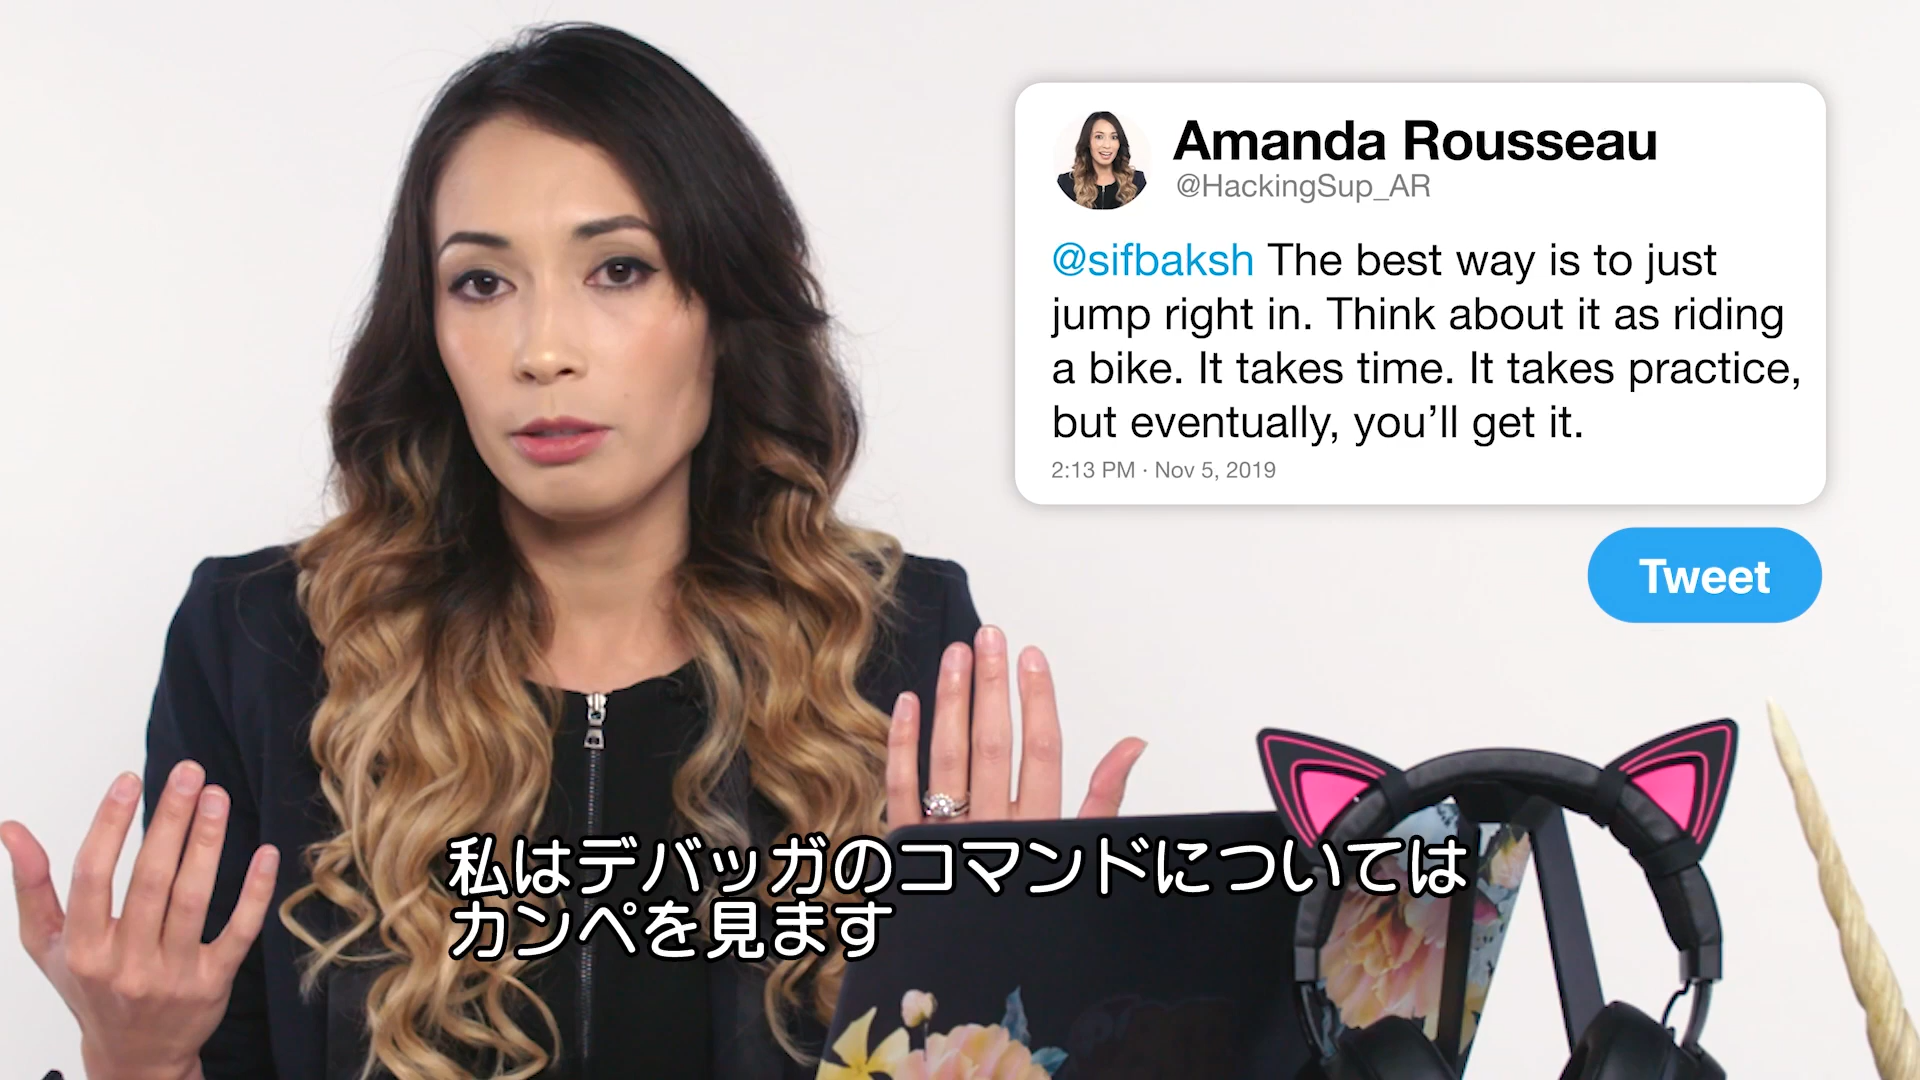 Amanda Rousseau
@HackingSup_AR
@sifbaksh The best way is to just
jump right in. Think about it as riding
a bike. It takes time. It takes practice,
but eventually, you’ll get it.
2:13 PM · Nov 5, 2019
Tweet
私はデバッガのコマンドについては
カンペを見ます